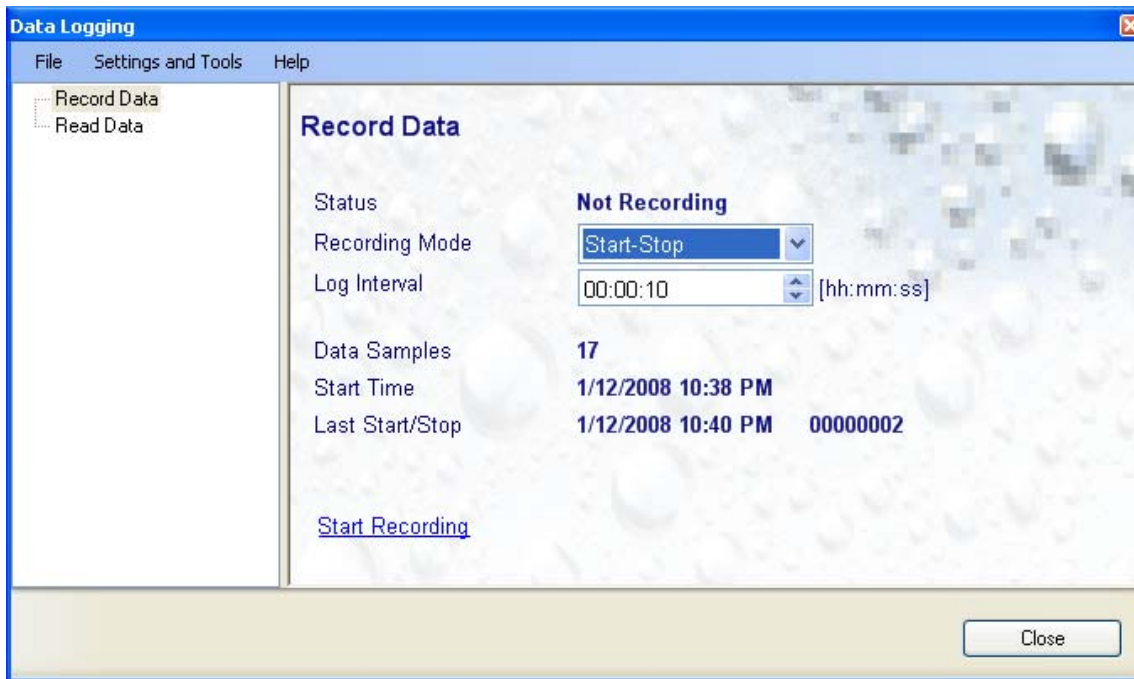 Data Logging
File Settings and Tools Help
Record Data
Read Data
Record Data
Status Not Recording
Recording Mode Start-Stop
Log Interval 00:00:10 [hh:mm:ss]
Data Samples 17
Start Time 1/12/2008 10:38 PM
Last Start/Stop 1/12/2008 10:40 PM 00000002
Start Recording
Close